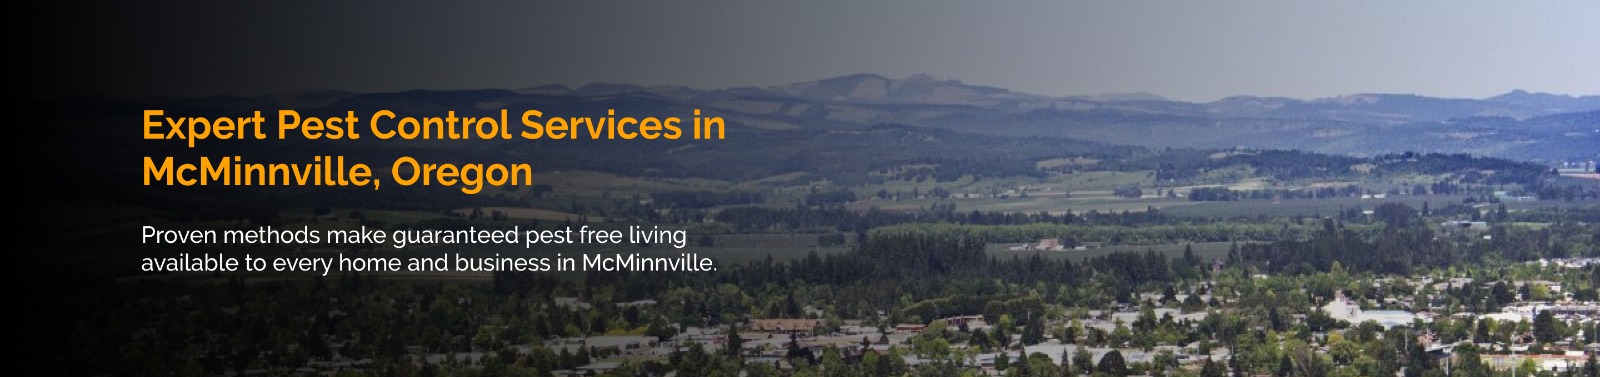 Expert Pest Control Services in
McMinnville, Oregon
Proven methods make guaranteed pest free living
available to every home and business in McMinnville.